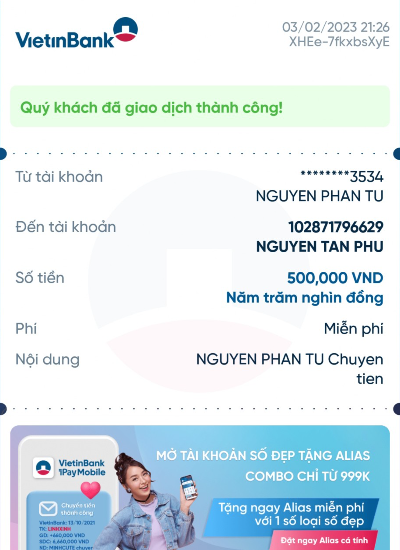 VietinBank
03/02/2023 21:26
XHEe-7fkxbsXyE
Quý khách đã giao dịch thành công!
Từ tài khoản
********3534
NGUYEN PHAN TU
Đến tài khoản
102871796629
NGUYEN TAN PHU
Số tiền
500,000 VND
Năm trăm nghìn đồng
Phí
Miễn phí
Nội dung
NGUYEN PHAN TU Chuyen
tien
MỞ TÀI KHOẢN SỐ ĐẸP TẶNG ALIAS
COMBO CHỈ TỪ 999K
Tặng ngay Alias miễn phí
với 1 số loại số đẹp
Đặt ngay Alias cá tính
VietinBank
iPay Mobile
Chuyển tiền
thành công
VietinBank: 13-10-2021
TK:
GD: +660,000 VND
SDC: 6,660,000 VND
ND: MINHCUTE chuyen